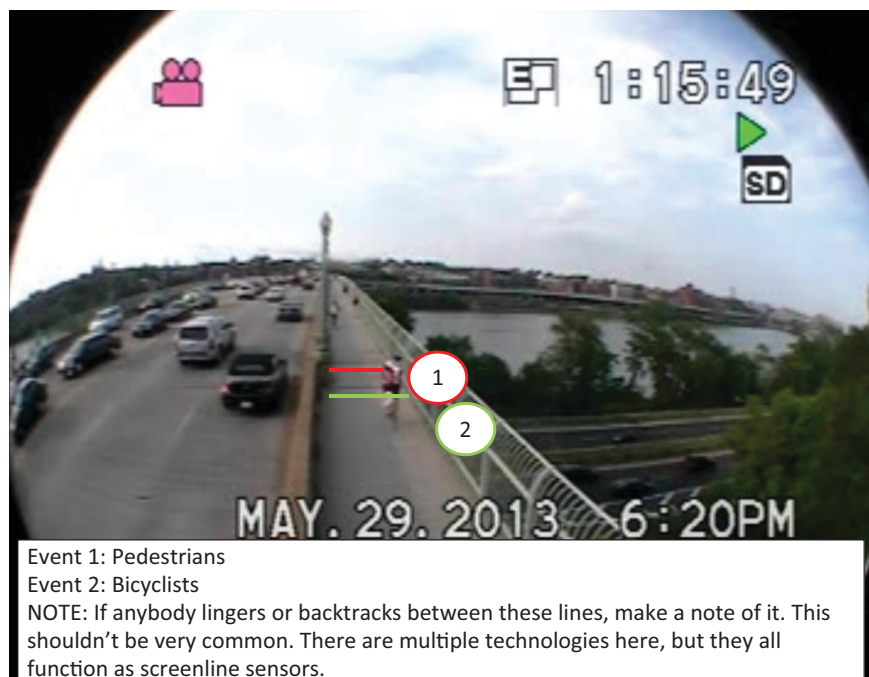 E 1:15:49
SD
1
2
MAY. 29. 2013 6:20PM
Event 1: Pedestrians
Event 2: Bicyclists
NOTE: If anybody lingers or backtracks between these lines, make a note of it. This
shouldn’t be very common. There are multiple technologies here, but they all
function as screenline sensors.